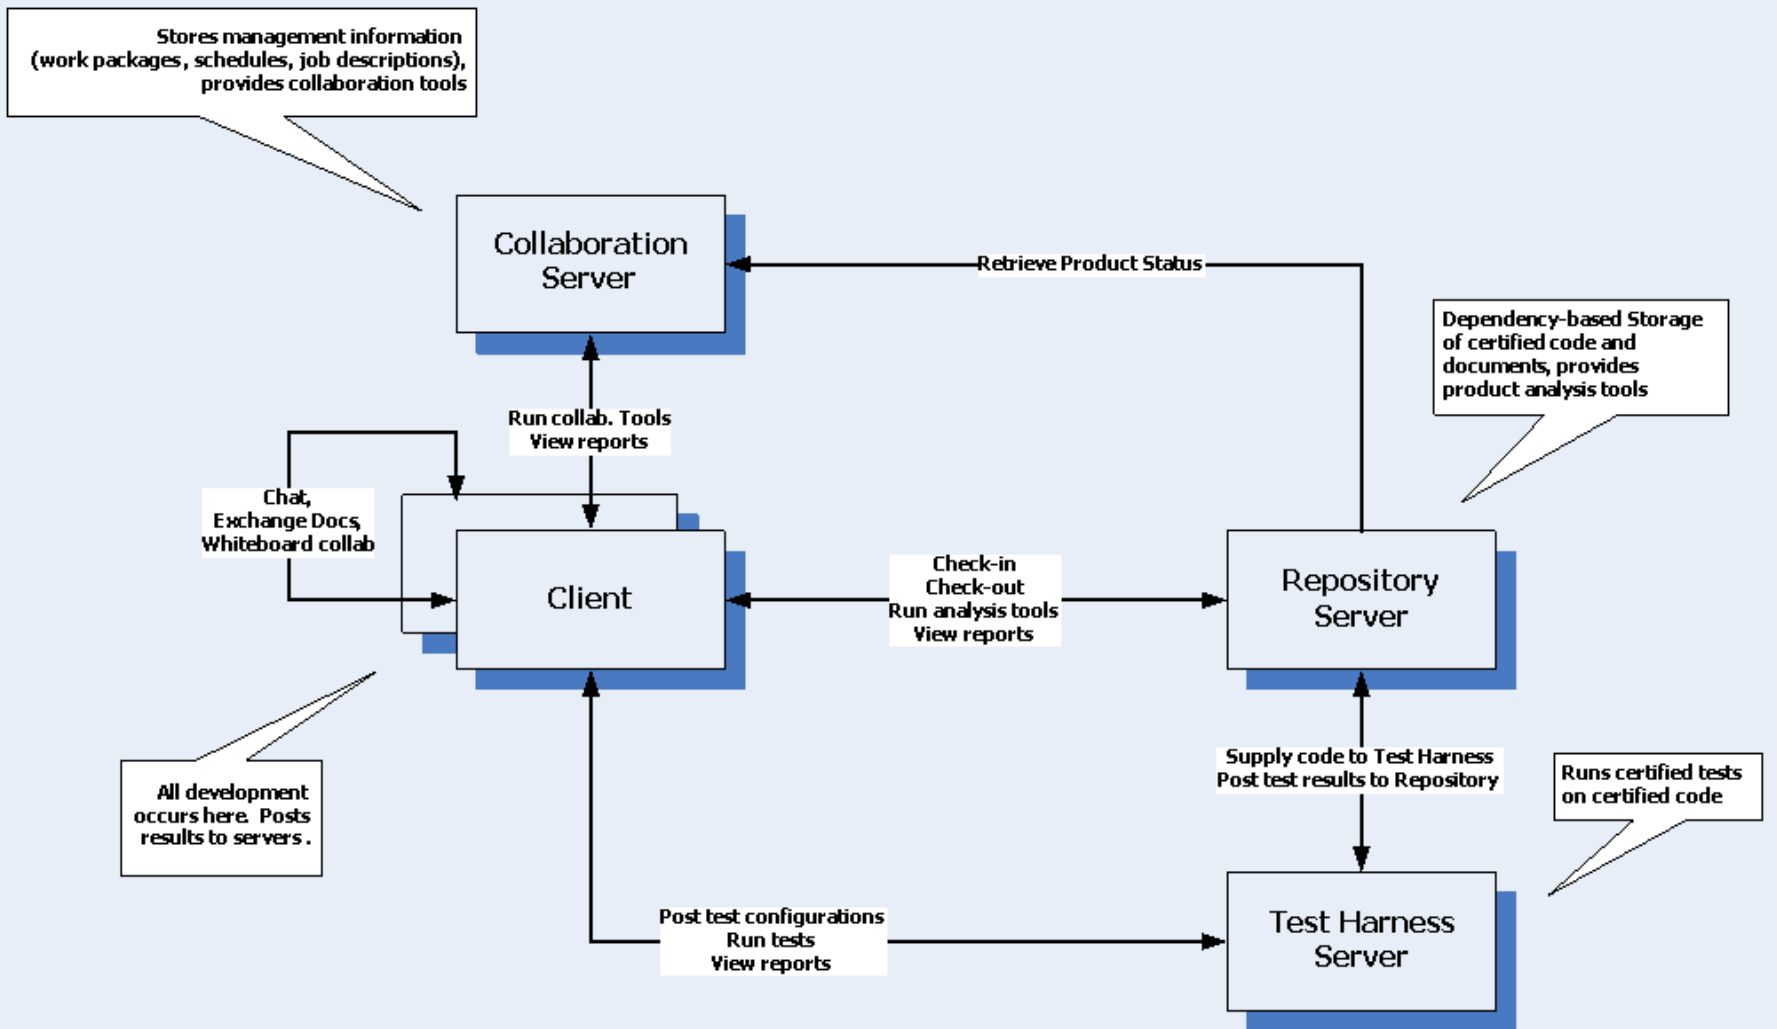 Stores management information
(work packages, schedules, job descriptions),
provides collaboration tools
Collaboration
Server
Retrieve Product Status
Dependency-based Storage
of certified code and
documents, provides
product analysis tools
Run collab. Tools
View reports
Chat,
Exchange Docs,
Whiteboard collab
Client
Check-in
Check-out
Run analysis tools
View reports
Repository
Server
All development
occurs here. Posts
results to servers.
Supply code to Test Harness
Post test results to Repository
Runs certified tests
on certified code
Post test configurations
Run tests
View reports
Test Harness
Server